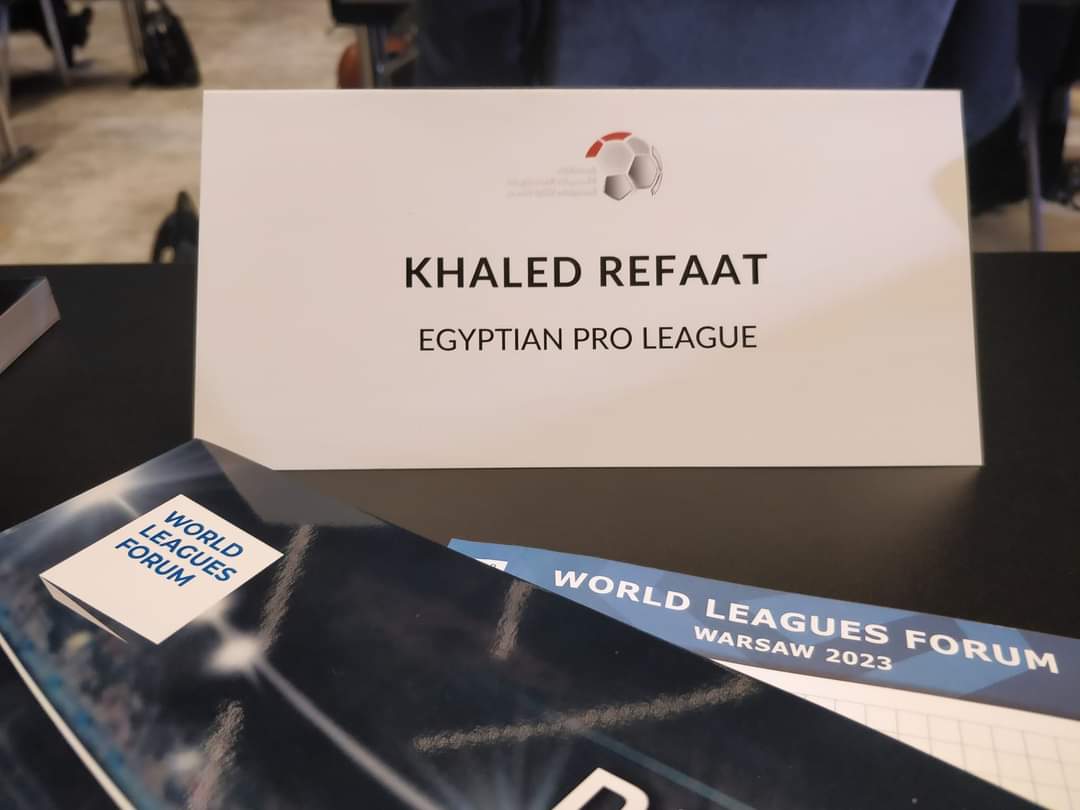 KHALED REFAAT
EGYPTIAN PRO LEAGUE
WORLD
LEAGUES
FORUM
WORLD LEAGUES FORUM
WARSAW 2023